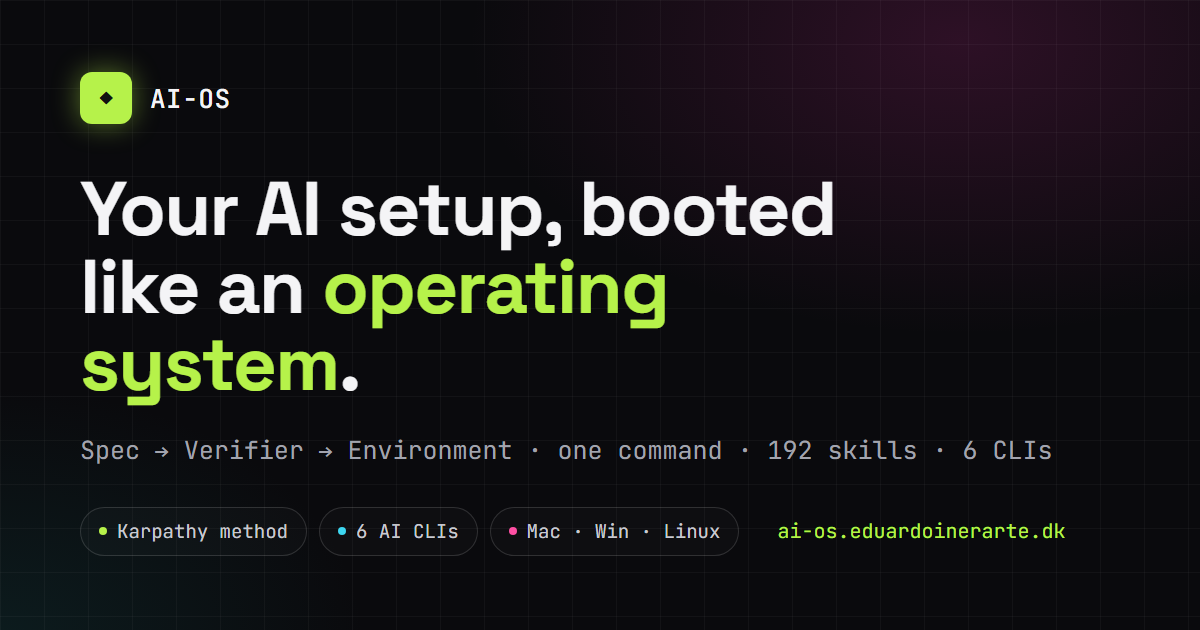 AI-OS
Your AI setup, booted
like an operating
system.
Spec → Verifier → Environment · one command · 192 skills · 6 CLIs
Karpathy method
6 AI CLIs
Mac · Win · Linux
ai-os.eduardoinerarte.dk